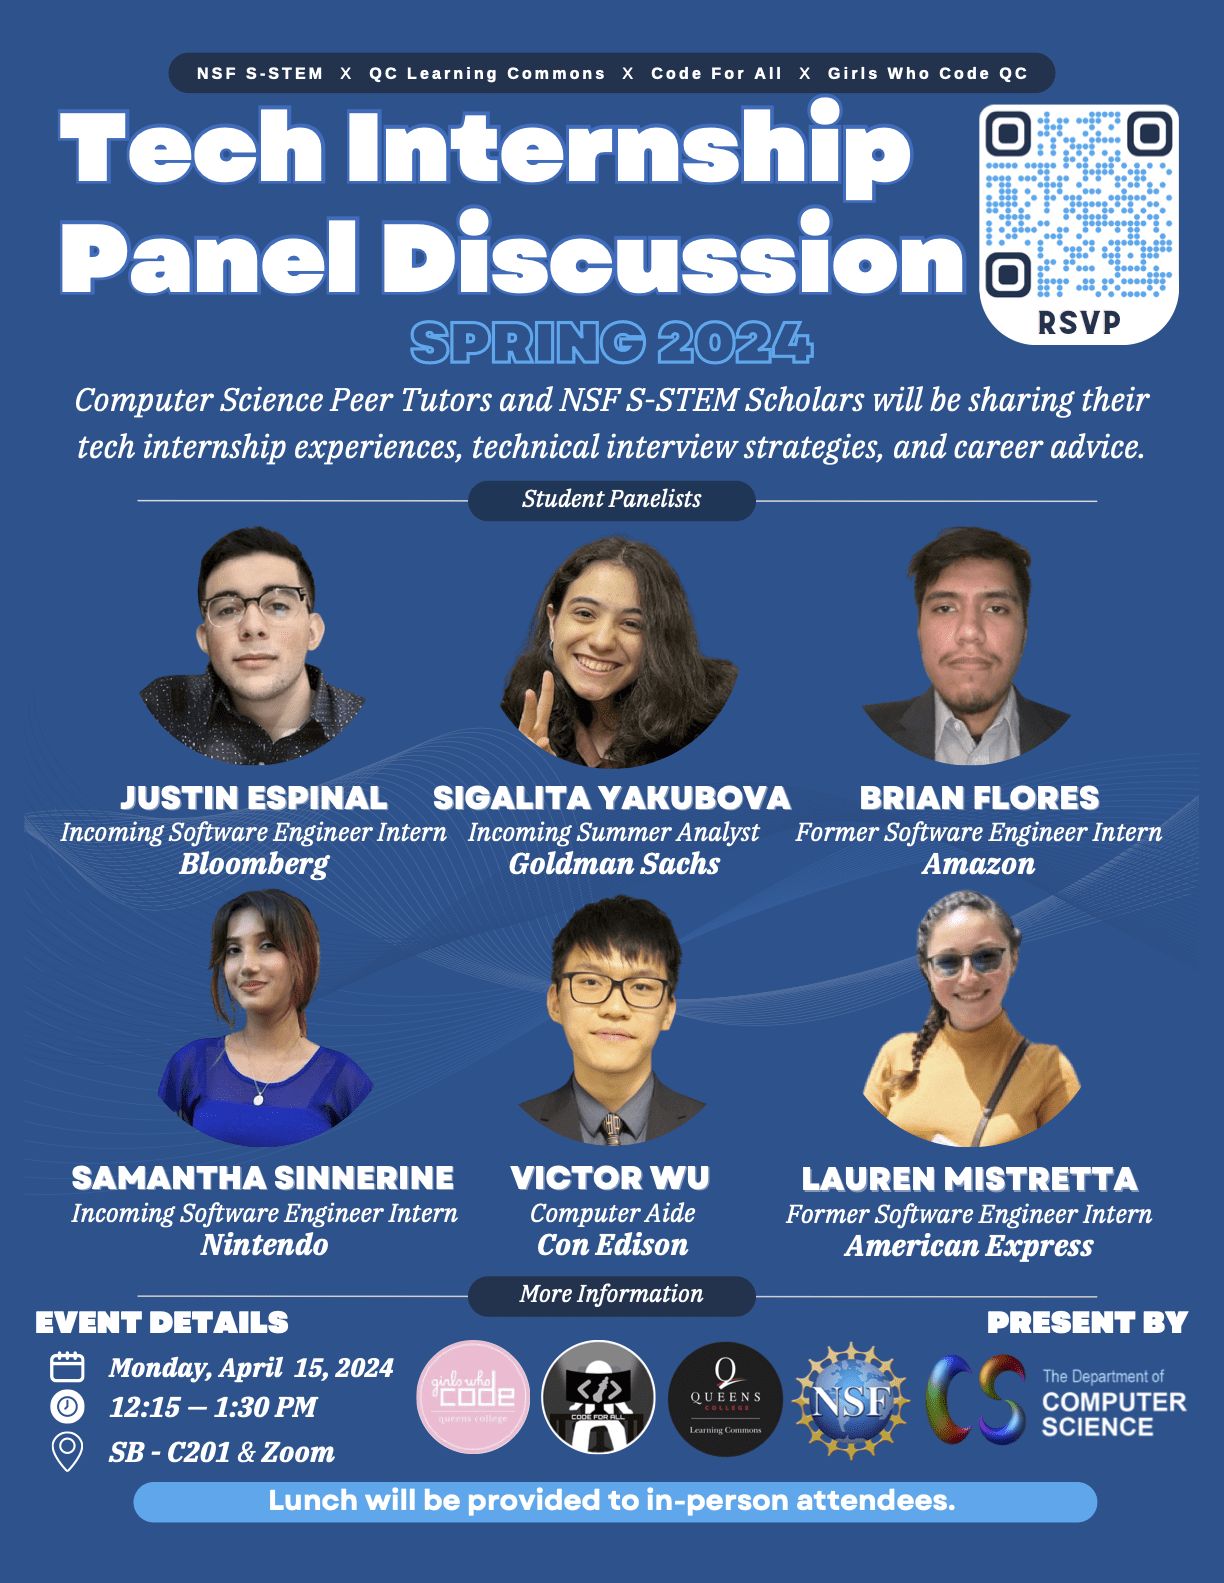 NSF S-STEM X QC Learning Commons X Code For All X Girls Who Code QC
Tech Internship
Panel Discussion
RSVP
SPRING 2024
Computer Science Peer Tutors and NSF S-STEM Scholars will be sharing their
tech internship experiences, technical interview strategies, and career advice.
Student Panelists
JUSTIN ESPINAL
Incoming Software Engineer Intern
Bloomberg
SIGALITA YAKUBOVA
Incoming Summer Analyst
Goldman Sachs
BRIAN FLORES
Former Software Engineer Intern
Amazon
SAMANTHA SINNERINE
Incoming Software Engineer Intern
Nintendo
VICTOR WU
Computer Aide
Con Edison
LAUREN MISTRETTA
Former Software Engineer Intern
American Express
More Information
EVENT DETAILS
Monday, April 15, 2024
12:15 – 1:30 PM
SB - C201 & Zoom
girls who
code
queens college
</>
CODE FOR ALL
Q
QUEENS
COLLEGE
Learning Commons
NSF
PRESENT BY
CS
The Department of
COMPUTER
SCIENCE
Lunch will be provided to in-person attendees.